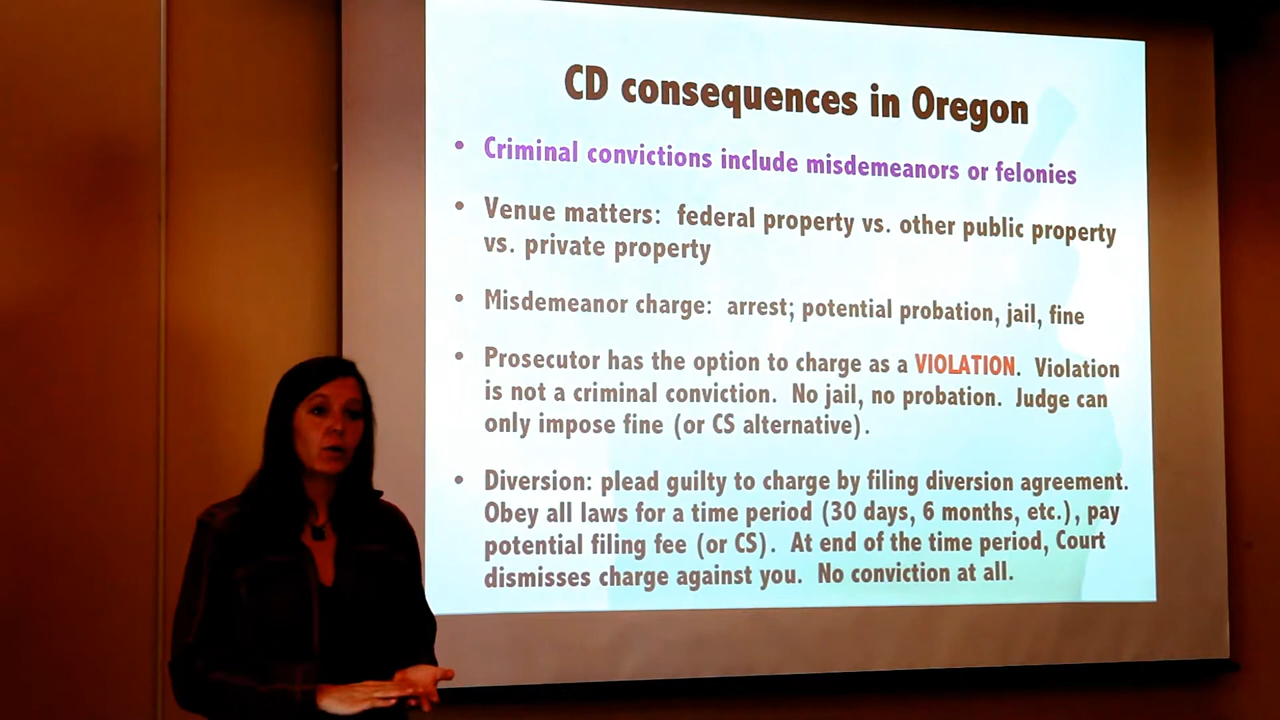 CD consequences in Oregon
• Criminal convictions include misdemeanors or felonies
• Venue matters: federal property vs. other public property
vs. private property
• Misdemeanor charge: arrest; potential probation, jail, fine
• Prosecutor has the option to charge as a VIOLATION. Violation
is not a criminal conviction. No jail, no probation. Judge can
only impose fine (or CS alternative).
• Diversion: plead guilty to charge by filing diversion agreement.
Obey all laws for a time period (30 days, 6 months, etc.), pay
potential filing fee (or CS). At end of the time period, Court
dismisses charge against you. No conviction at all.